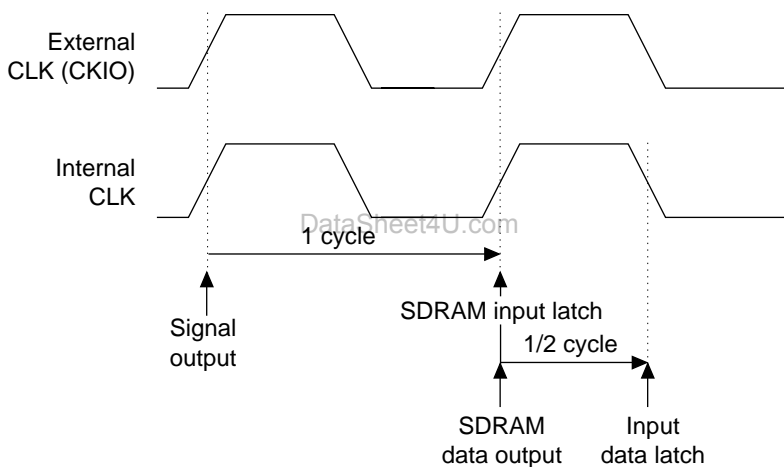 External
CLK (CKIO)
Internal
CLK
DataSheet4U.com
1 cycle
Signal
output
SDRAM input latch
1/2 cycle
SDRAM
data output
Input
data latch